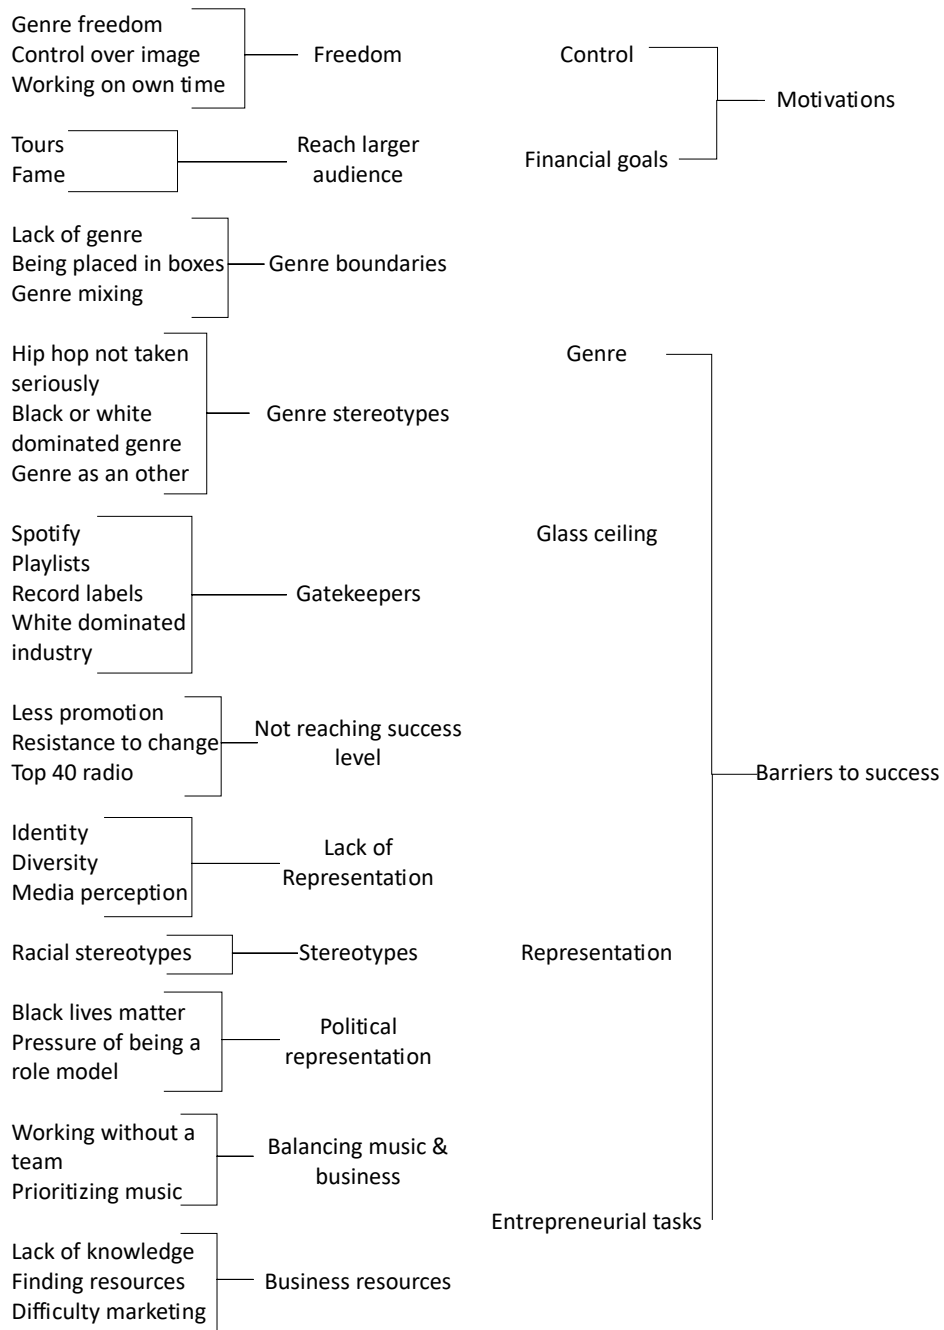 Genre freedom
Control over image
Working on own time
Freedom
Control
Motivations
Tours
Fame
Reach larger
audience
Financial goals
Lack of genre
Being placed in boxes
Genre mixing
Genre boundaries
Hip hop not taken
seriously
Black or white
dominated genre
Genre as an other
Genre stereotypes
Genre
Spotify
Playlists
Record labels
White dominated
industry
Gatekeepers
Glass ceiling
Less promotion
Resistance to change
Top 40 radio
Not reaching success
level
Barriers to success
Identity
Diversity
Media perception
Lack of
Representation
Racial stereotypes
Stereotypes
Representation
Black lives matter
Pressure of being a
role model
Political
representation
Working without a
team
Prioritizing music
Balancing music &
business
Entrepreneurial tasks
Lack of knowledge
Finding resources
Difficulty marketing
Business resources